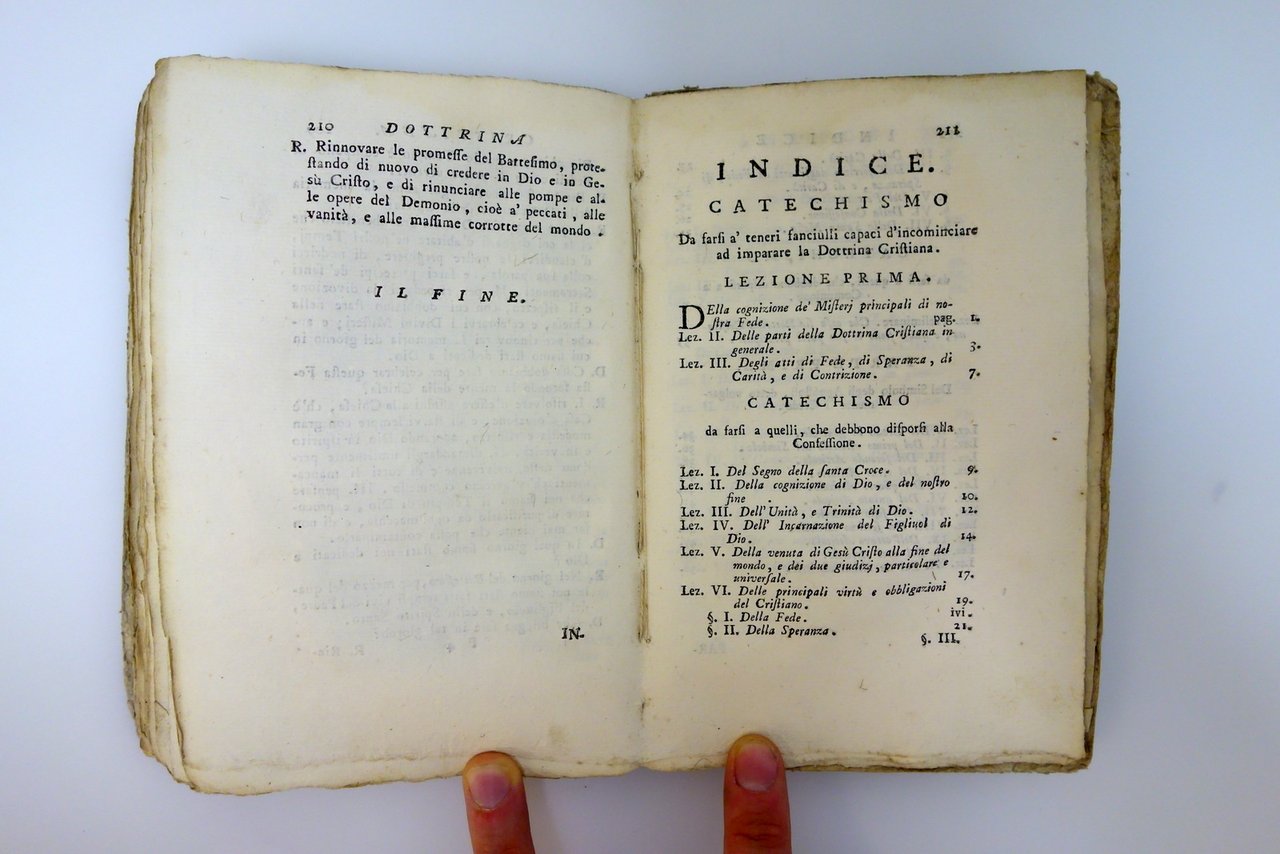 210 DOTTRINA
R. Rinnovare le promesse del Battesimo, prote-
stando di nuovo di credere in Dio e in Ge-
sù Cristo, e di rinunciare alle pompe e al-
le opere del Demonio, cioè a' peccati, alle
vanità, e alle massime corrotte del mondo.
IL FINE.
IN-
211
INDICE.
CATECHISMO
Da farsi a' teneri fanciulli capaci d'incominciare
ad imparare la Dottrina Cristiana.
LEZIONE PRIMA.
DElla cognizione de' Misterj principali di no-
stra Fede. pag. 1.
Lez. II. Delle parti della Dottrina Cristiana in
generale. 3.
Lez. III. Degli atti di Fede, di Speranza, di
Carità, e di Contrizione. 7.
CATECHISMO
da farsi a quelli, che debbono disporsi alla
Confessione.
Lez. I. Del Segno della santa Croce. 9.
Lez. II. Della cognizione di Dio, e del nostro
fine. 10.
Lez. III. Dell'Unità, e Trinità di Dio. 12.
Lez. IV. Dell' Incarnazione del Figliuol di
Dio. 14.
Lez. V. Della venuta di Gesù Cristo alla fine del
mondo, e dei due giudizj, particolare e
universale. 17.
Lez. VI. Delle principali virtù e obbligazioni
del Cristiano. 19.
§. I. Della Fede. ivi.
§. II. Della Speranza. 21.
§. III.